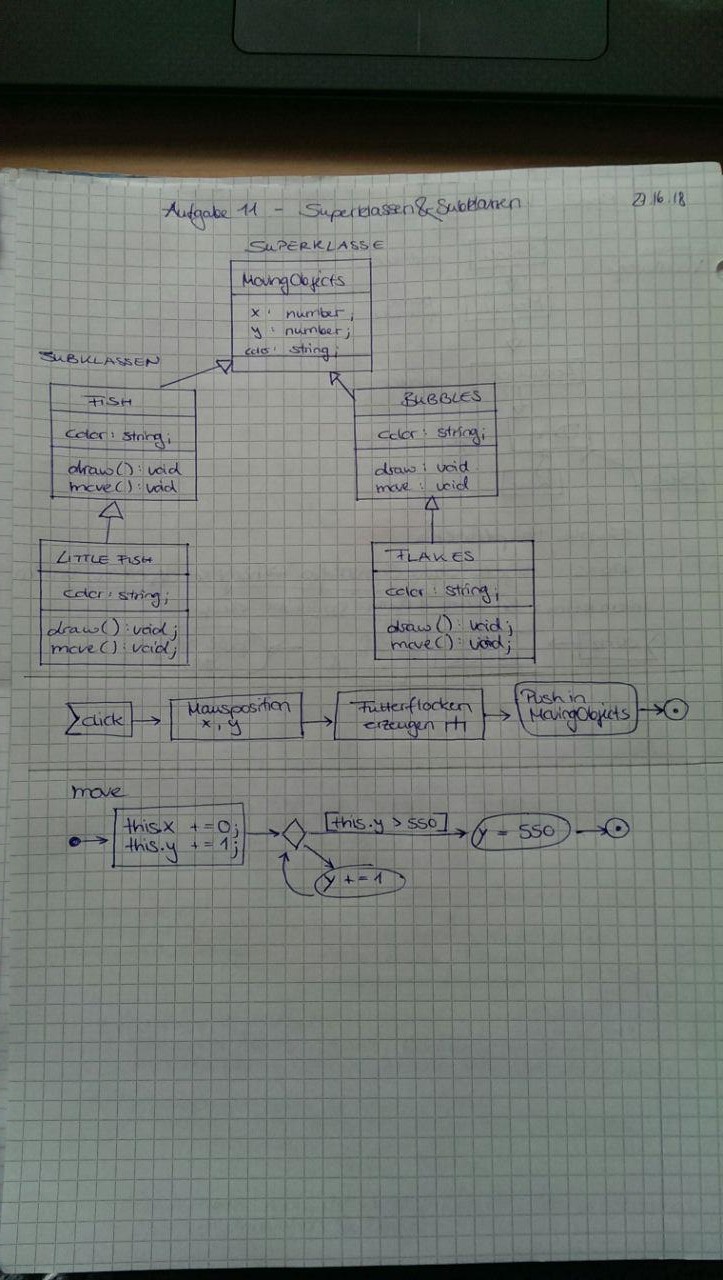 Aufgabe 11 - Superklassen & Subklassen
27.16.18
SUPERKLASSE
MovingObjects
x : number;
y : number;
color : string;
SUBKLASSEN
FISH
color : string;
draw() : void
move() : void
BUBBLES
color : string;
draw : void
move : void
LITTLE FISH
color : string;
draw() : void;
move() : void;
FLAKES
color : string;
draw() : void;
move() : void;
click
Mausposition
x, y
Futterflocken
erzeugen
Push in
MovingObjects
move
this.x += 0;
this.y += 1;
[this.y > 550]
y = 550
y += 1